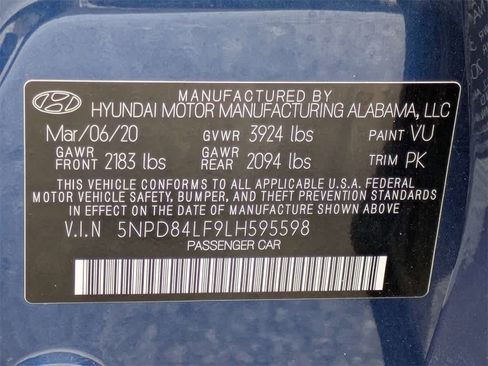 MANUFACTURED BY
HYUNDAI MOTOR MANUFACTURING ALABAMA, LLC
Mar/06/20 GVWR 3924 lbs PAINT VU
GAWR FRONT 2183 lbs GAWR REAR 2094 lbs TRIM PK
THIS VEHICLE CONFORMS TO ALL APPLICABLE U.S.A. FEDERAL
MOTOR VEHICLE SAFETY, BUMPER, AND THEFT PREVENTION STANDARDS
IN EFFECT ON THE DATE OF MANUFACTURE SHOWN ABOVE.
V.I.N 5NPD84LF9LH595598
PASSENGER CAR